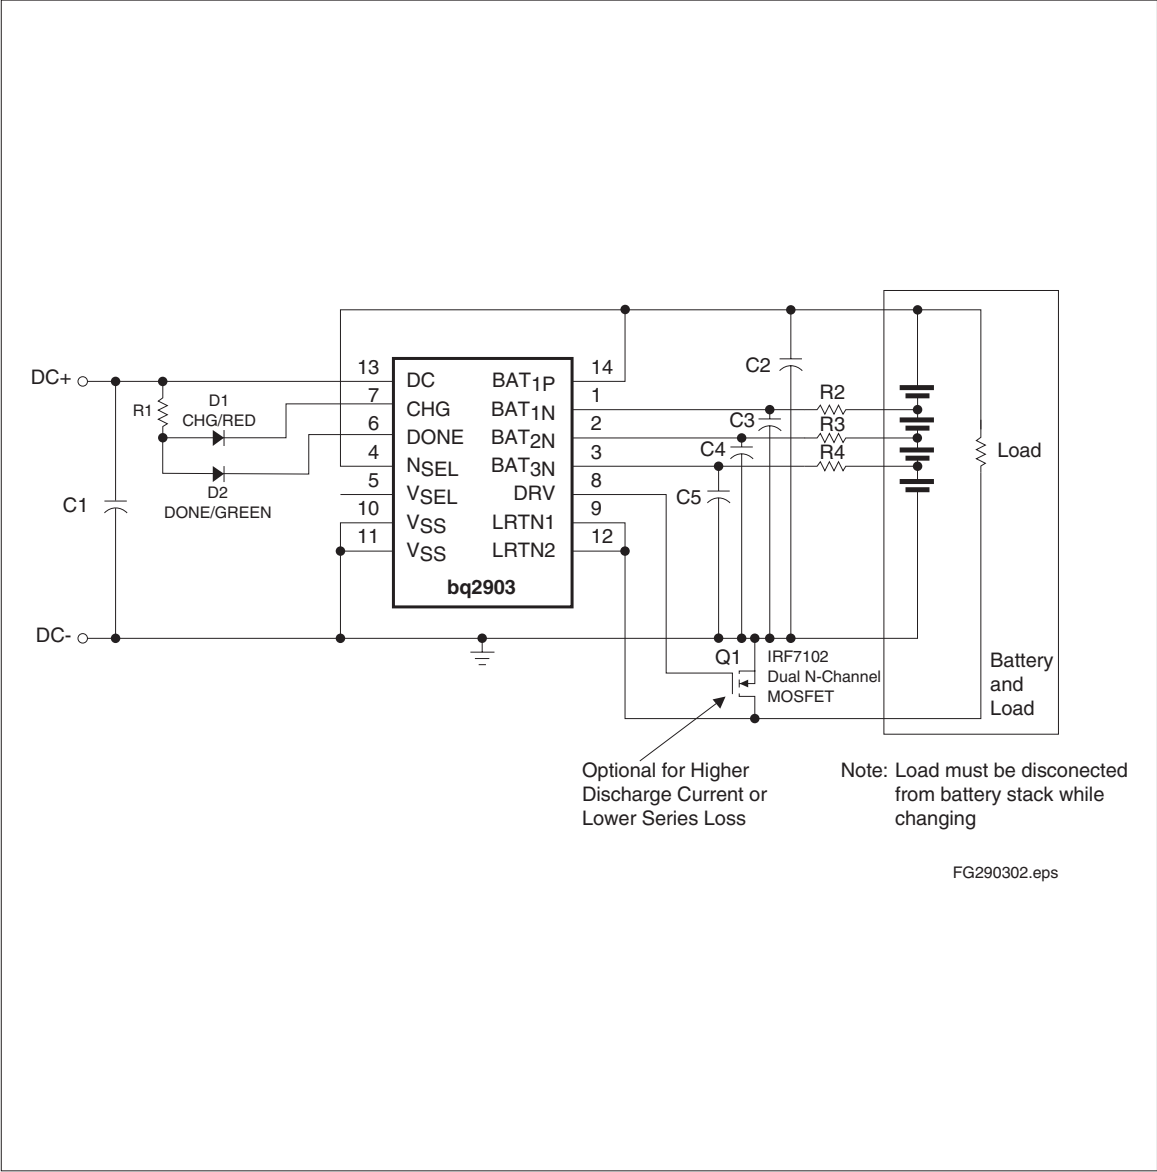 DC+
DC-
C1
R1
D1
CHG/RED
D2
DONE/GREEN
13
7
6
4
5
10
11
DC
CHG
DONE
NSEL
VSEL
VSS
VSS
BAT1P
BAT1N
BAT2N
BAT3N
DRV
LRTN1
LRTN2
bq2903
14
1
2
3
8
9
12
C2
C3
C4
C5
R2
R3
R4
Load
Q1
IRF7102
Dual N-Channel
MOSFET
Battery
and
Load
Optional for Higher
Discharge Current or
Lower Series Loss
Note: Load must be disconected
from battery stack while
changing
FG290302.eps